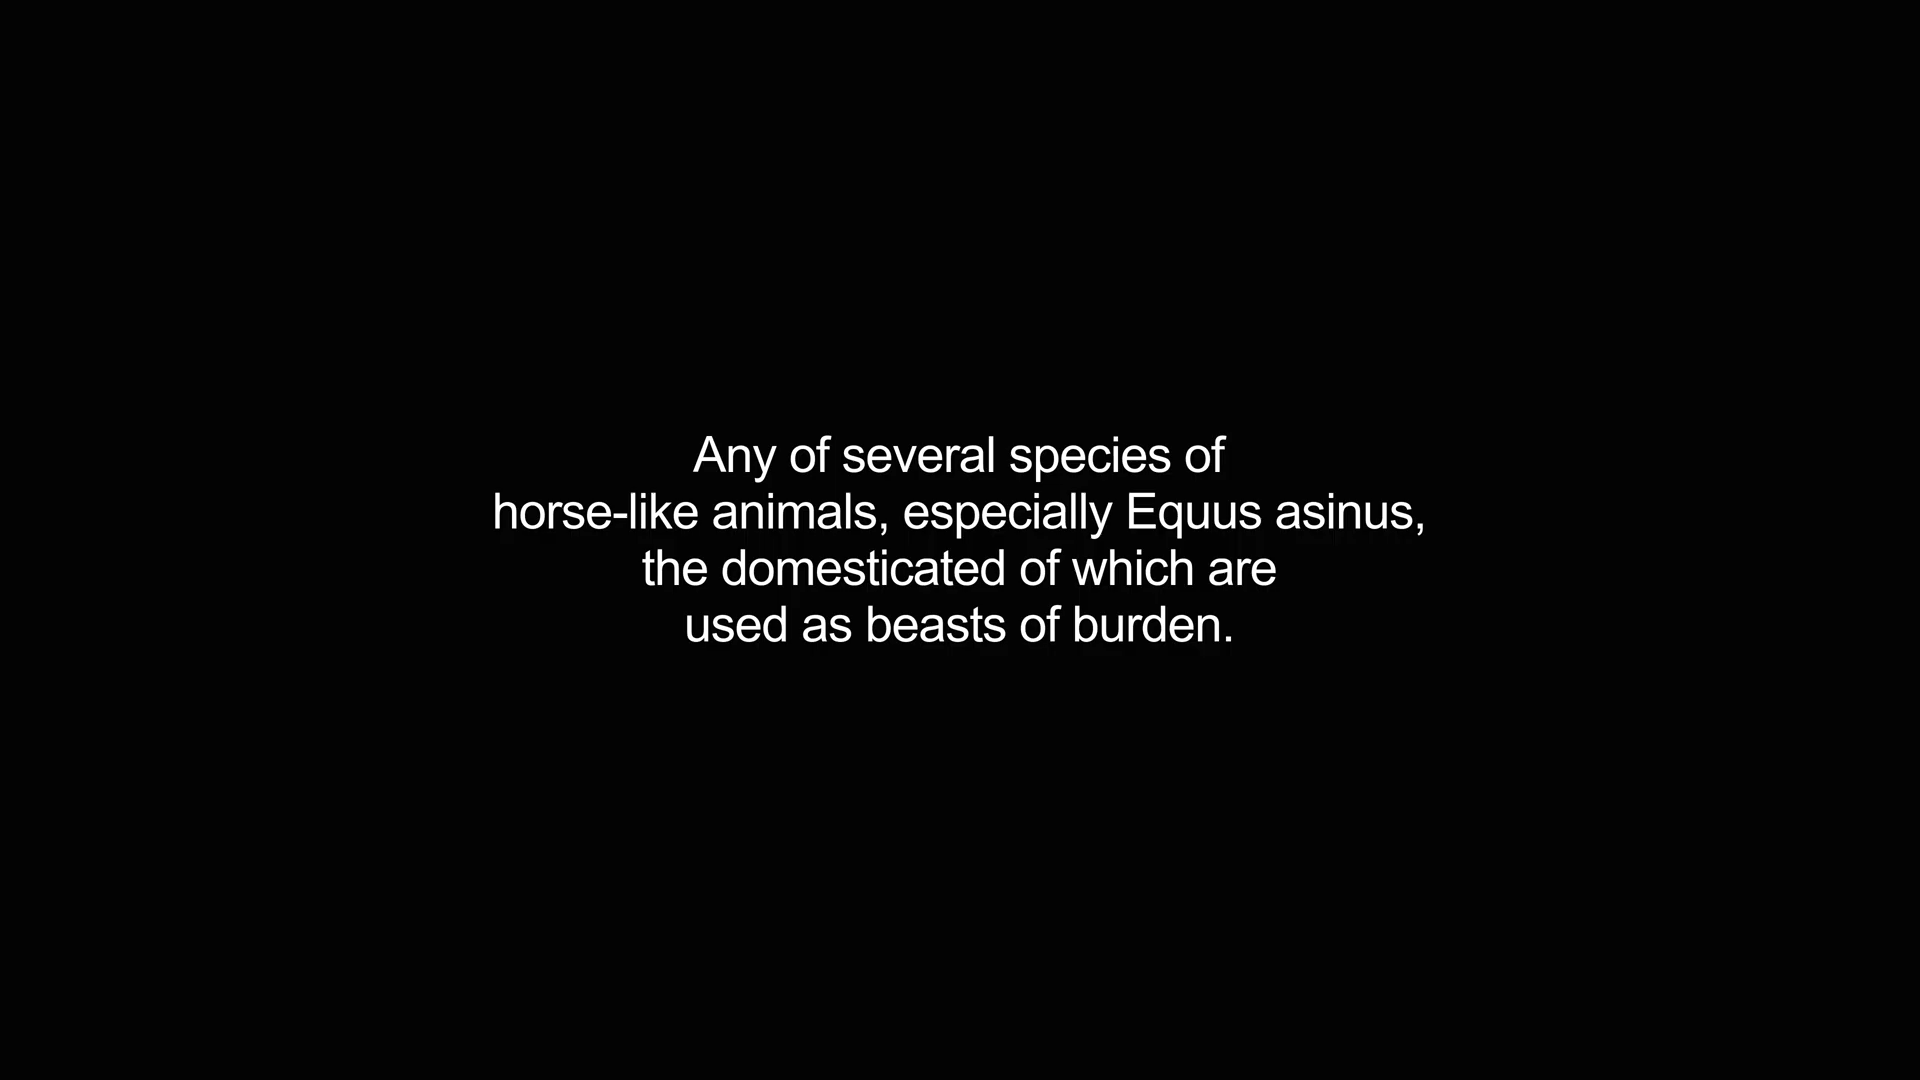 Any of several species of
horse-like animals, especially Equus asinus,
the domesticated of which are
used as beasts of burden.